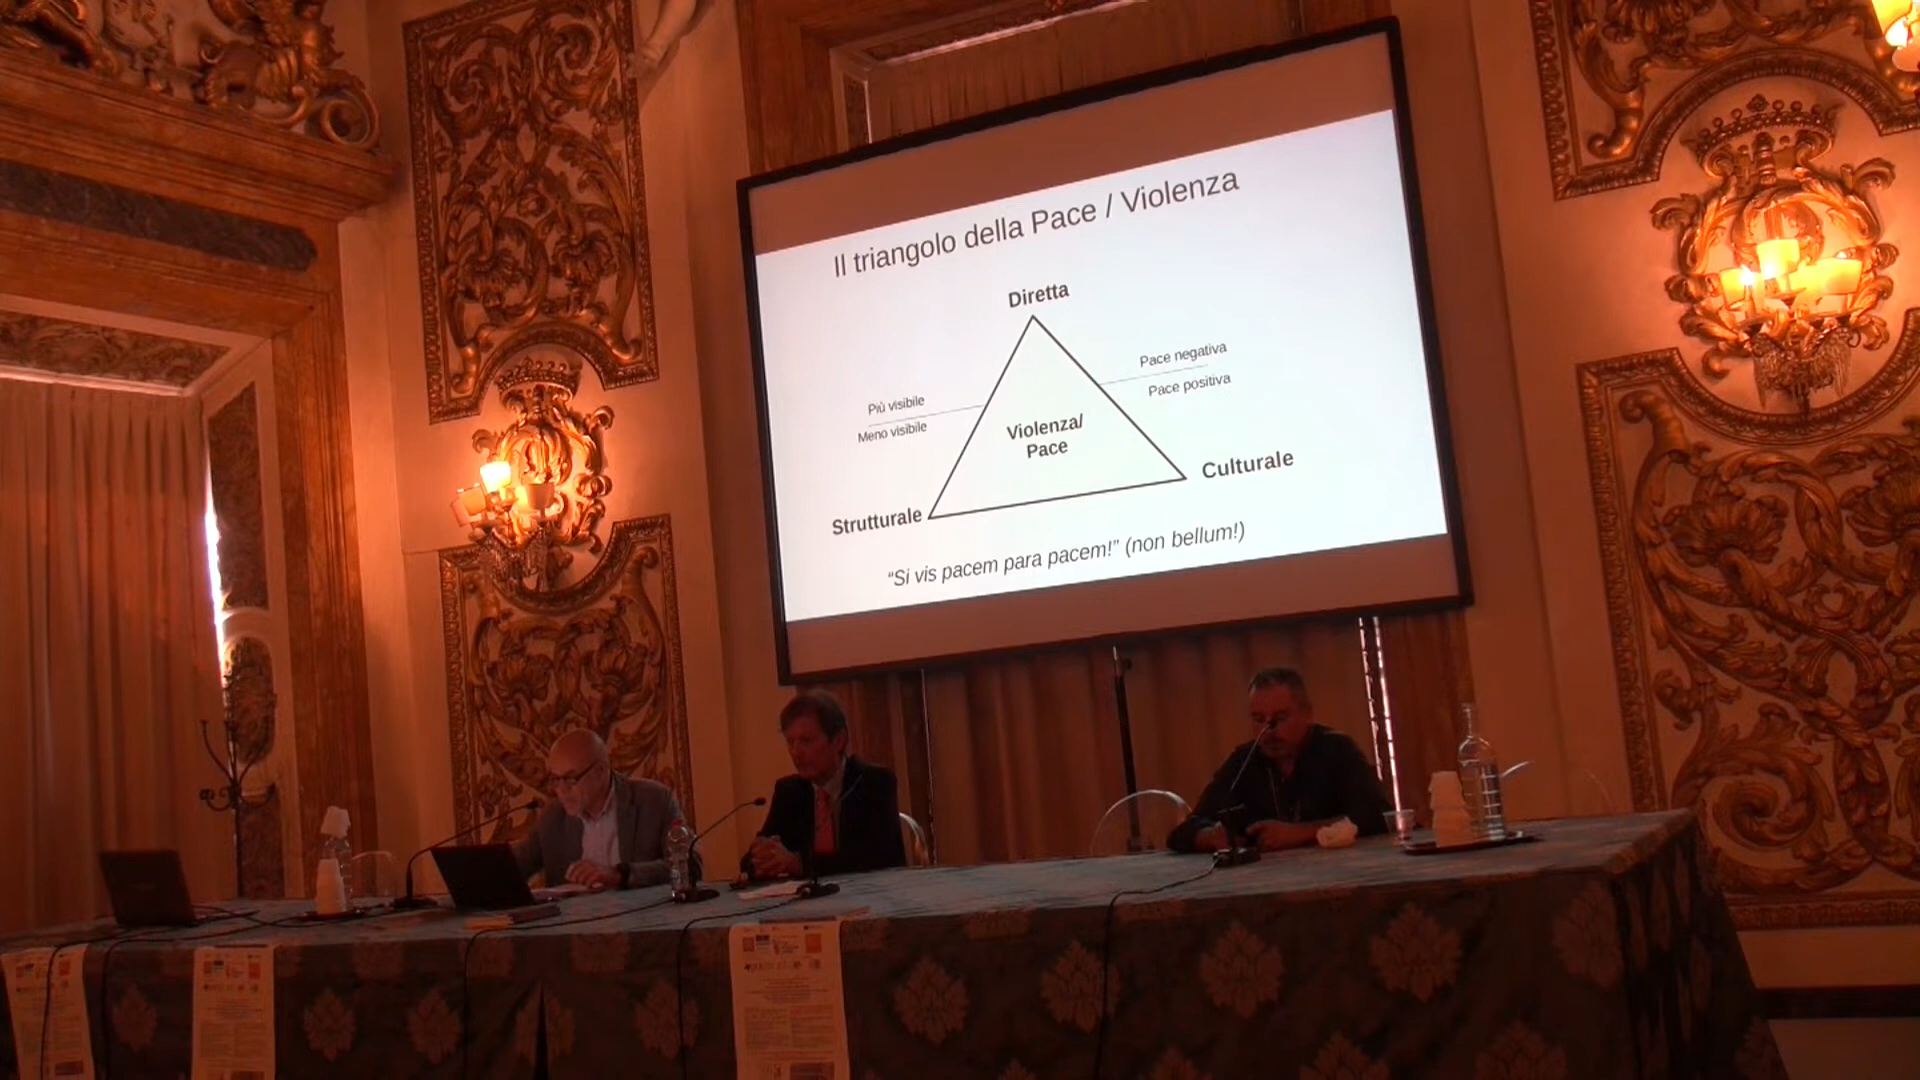 Il triangolo della Pace / Violenza
Diretta
Pace negativa
Pace positiva
Più visibile
Meno visibile
Violenza/
Pace
Culturale
Strutturale
“Si vis pacem para pacem!” (non bellum!)